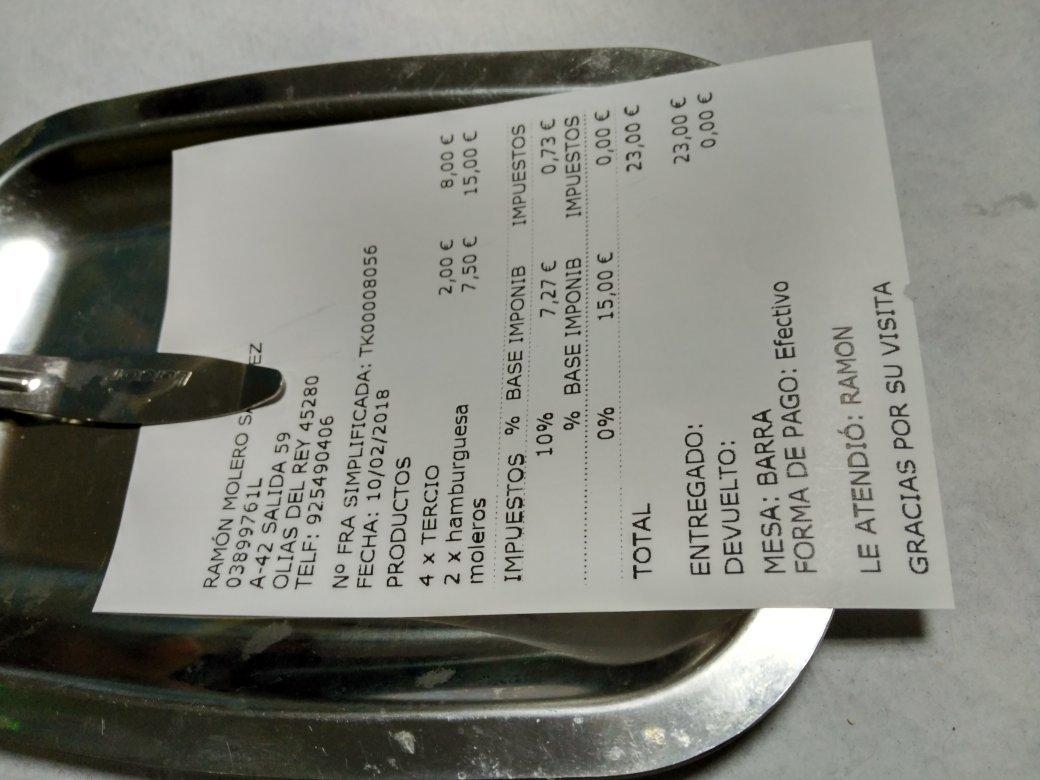 RAMÓN MOLERO EZ
03899761L
A-42 SALIDA 59
OLIAS DEL REY 45280
TELF: 925490406
Nº FRA SIMPLIFICADA: TK00008056
FECHA: 10/02/2018
PRODUCTOS
4 x TERCIO 2,00 € 8,00 €
2 x hamburguesa 7,50 € 15,00 €
moleros
IMPUESTOS % BASE IMPONIB IMPUESTOS
10% 7,27 € 0,73 €
% BASE IMPONIB IMPUESTOS
0% 15,00 € 0,00 €
TOTAL 23,00 €
ENTREGADO: 23,00 €
DEVUELTO: 0,00 €
MESA: BARRA
FORMA DE PAGO: Efectivo
LE ATENDIÓ: RAMON
GRACIAS POR SU VISITA